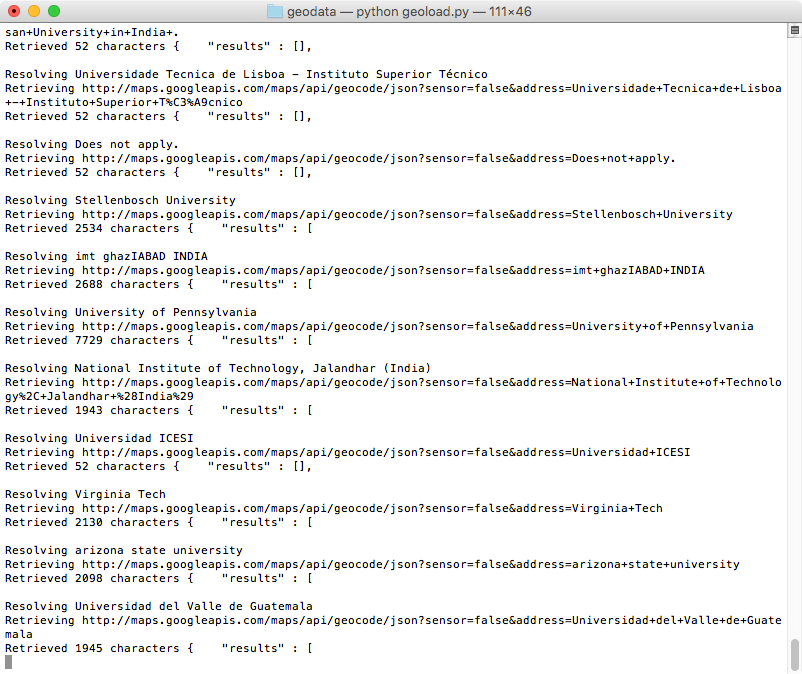 geodata — python geoload.py — 111×46
san+University+in+India+.
Retrieved 52 characters {    "results" : [],
Resolving Universidade Tecnica de Lisboa – Instituto Superior Técnico
Retrieving http://maps.googleapis.com/maps/api/geocode/json?sensor=false&address=Universidade+Tecnica+de+Lisboa
+–+Instituto+Superior+T%C3%A9cnico
Retrieved 52 characters {    "results" : [],
Resolving Does not apply.
Retrieving http://maps.googleapis.com/maps/api/geocode/json?sensor=false&address=Does+not+apply.
Retrieved 52 characters {    "results" : [],
Resolving Stellenbosch University
Retrieving http://maps.googleapis.com/maps/api/geocode/json?sensor=false&address=Stellenbosch+University
Retrieved 2534 characters {    "results" : [
Resolving imt ghazIABAD INDIA
Retrieving http://maps.googleapis.com/maps/api/geocode/json?sensor=false&address=imt+ghazIABAD+INDIA
Retrieved 2688 characters {    "results" : [
Resolving University of Pennsylvania
Retrieving http://maps.googleapis.com/maps/api/geocode/json?sensor=false&address=University+of+Pennsylvania
Retrieved 7729 characters {    "results" : [
Resolving National Institute of Technology, Jalandhar (India)
Retrieving http://maps.googleapis.com/maps/api/geocode/json?sensor=false&address=National+Institute+of+Technolo
gy%2C+Jalandhar+%28India%29
Retrieved 1943 characters {    "results" : [
Resolving Universidad ICESI
Retrieving http://maps.googleapis.com/maps/api/geocode/json?sensor=false&address=Universidad+ICESI
Retrieved 52 characters {    "results" : [],
Resolving Virginia Tech
Retrieving http://maps.googleapis.com/maps/api/geocode/json?sensor=false&address=Virginia+Tech
Retrieved 2130 characters {    "results" : [
Resolving arizona state university
Retrieving http://maps.googleapis.com/maps/api/geocode/json?sensor=false&address=arizona+state+university
Retrieved 2098 characters {    "results" : [
Resolving Universidad del Valle de Guatemala
Retrieving http://maps.googleapis.com/maps/api/geocode/json?sensor=false&address=Universidad+del+Valle+de+Guate
mala
Retrieved 1945 characters {    "results" : [